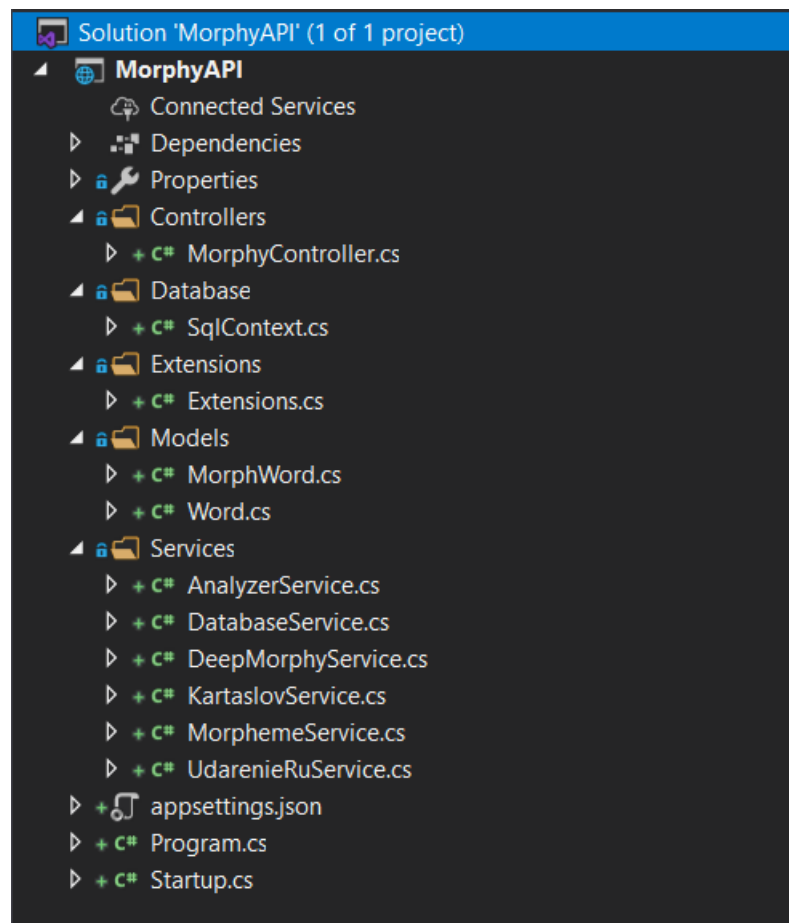 Solution 'MorphyAPI' (1 of 1 project)
MorphyAPI
Connected Services
Dependencies
Properties
Controllers
C# MorphyController.cs
Database
C# SqlContext.cs
Extensions
C# Extensions.cs
Models
C# MorphWord.cs
C# Word.cs
Services
C# AnalyzerService.cs
C# DatabaseService.cs
C# DeepMorphyService.cs
C# KartaslovService.cs
C# MorphemeService.cs
C# UdarenieRuService.cs
appsettings.json
C# Program.cs
C# Startup.cs